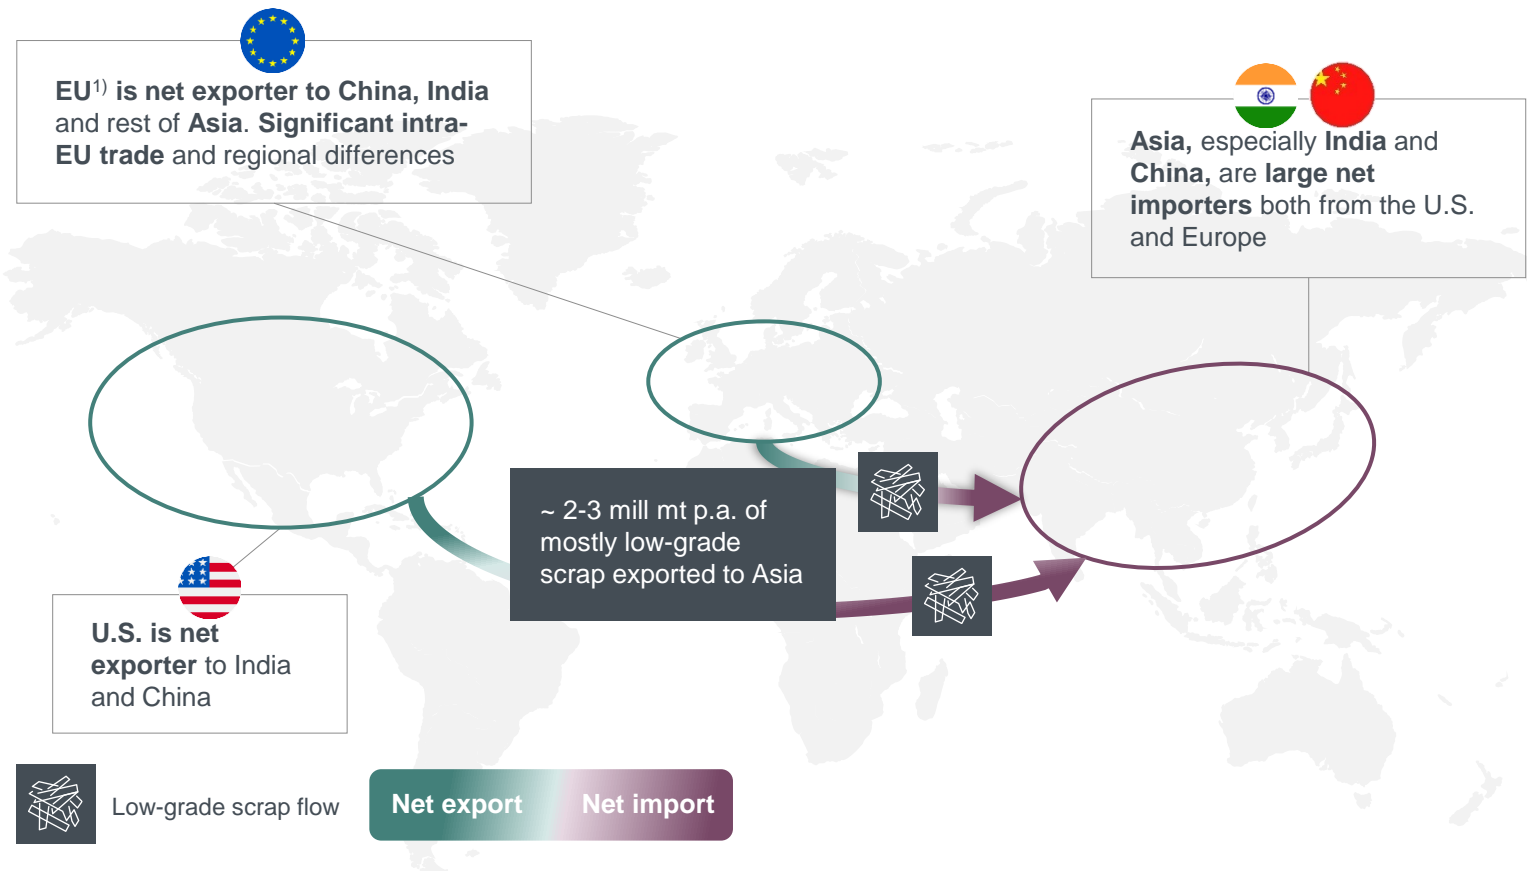 EU1) is net exporter to China, India
and rest of Asia. Significant intra-
EU trade and regional differences
Asia, especially India and
China, are large net
importers both from the U.S.
and Europe
~ 2-3 mill mt p.a. of
mostly low-grade
scrap exported to Asia
U.S. is net
exporter to India
and China
Low-grade scrap flow
Net export
Net import